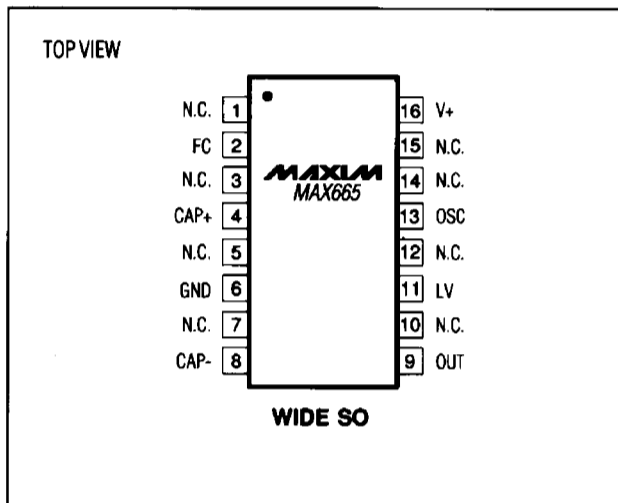 TOP VIEW
N.C. 1
FC 2
N.C. 3
CAP+ 4
N.C. 5
GND 6
N.C. 7
CAP- 8
MAXIM
MAX665
16 V+
15 N.C.
14 N.C.
13 OSC
12 N.C.
11 LV
10 N.C.
9 OUT
WIDE SO